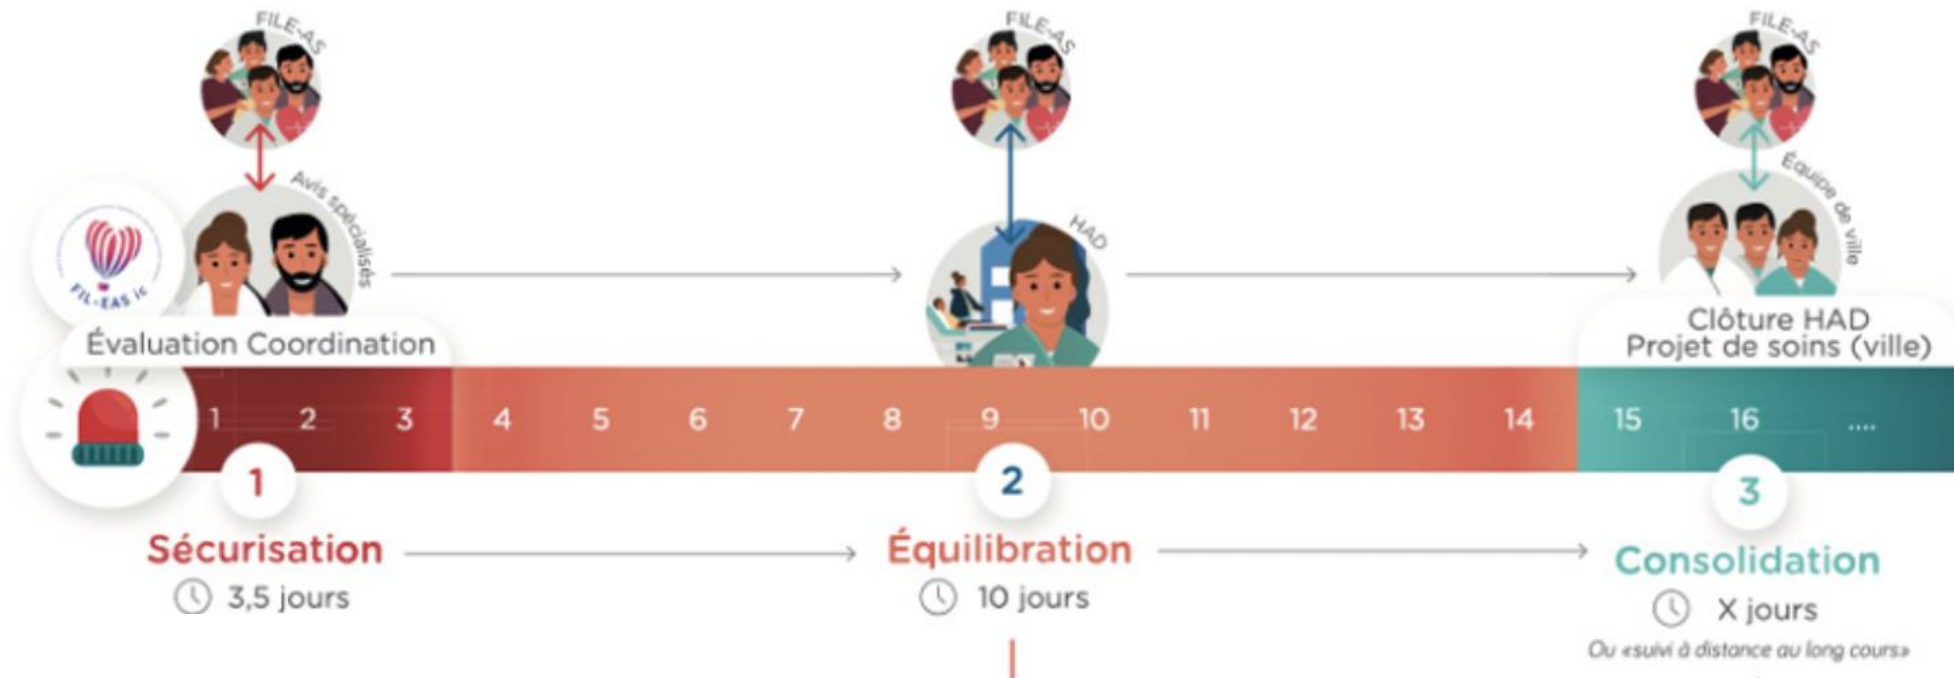 FILE-AS
FILE-AS
FILE-AS
Avis spécialisés
HAD
Équipe de ville
FIL-EAS ic
Évaluation Coordination
Clôture HAD
Projet de soins (ville)
1 2 3 4 5 6 7 8 9 10 11 12 13 14 15 16 ....
1
2
3
Sécurisation
3,5 jours
Équilibration
10 jours
Consolidation
X jours
Ou «suivi à distance au long cours»